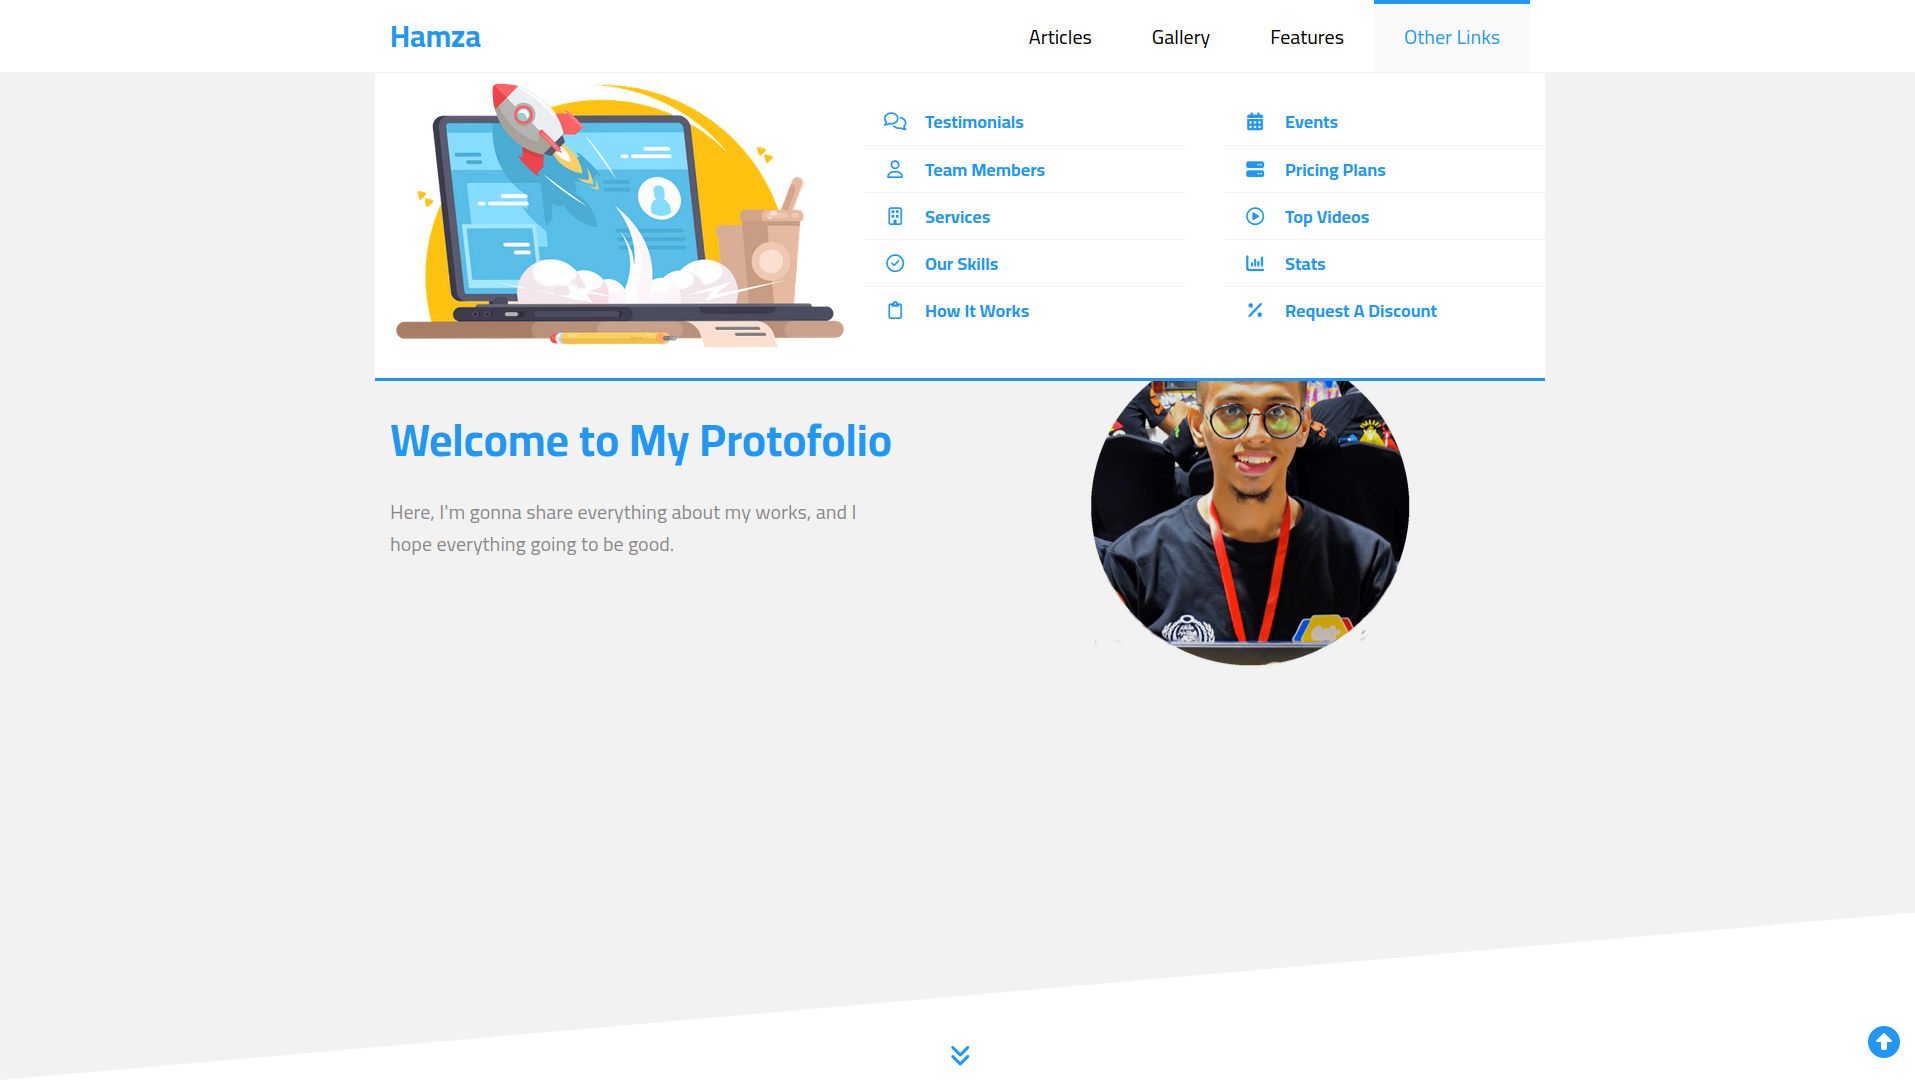 Hamza
Articles
Gallery
Features
Other Links
Testimonials
Team Members
Services
Our Skills
How It Works
Events
Pricing Plans
Top Videos
Stats
Request A Discount
Welcome to My Protofolio
Here, I'm gonna share everything about my works, and I
hope everything going to be good.